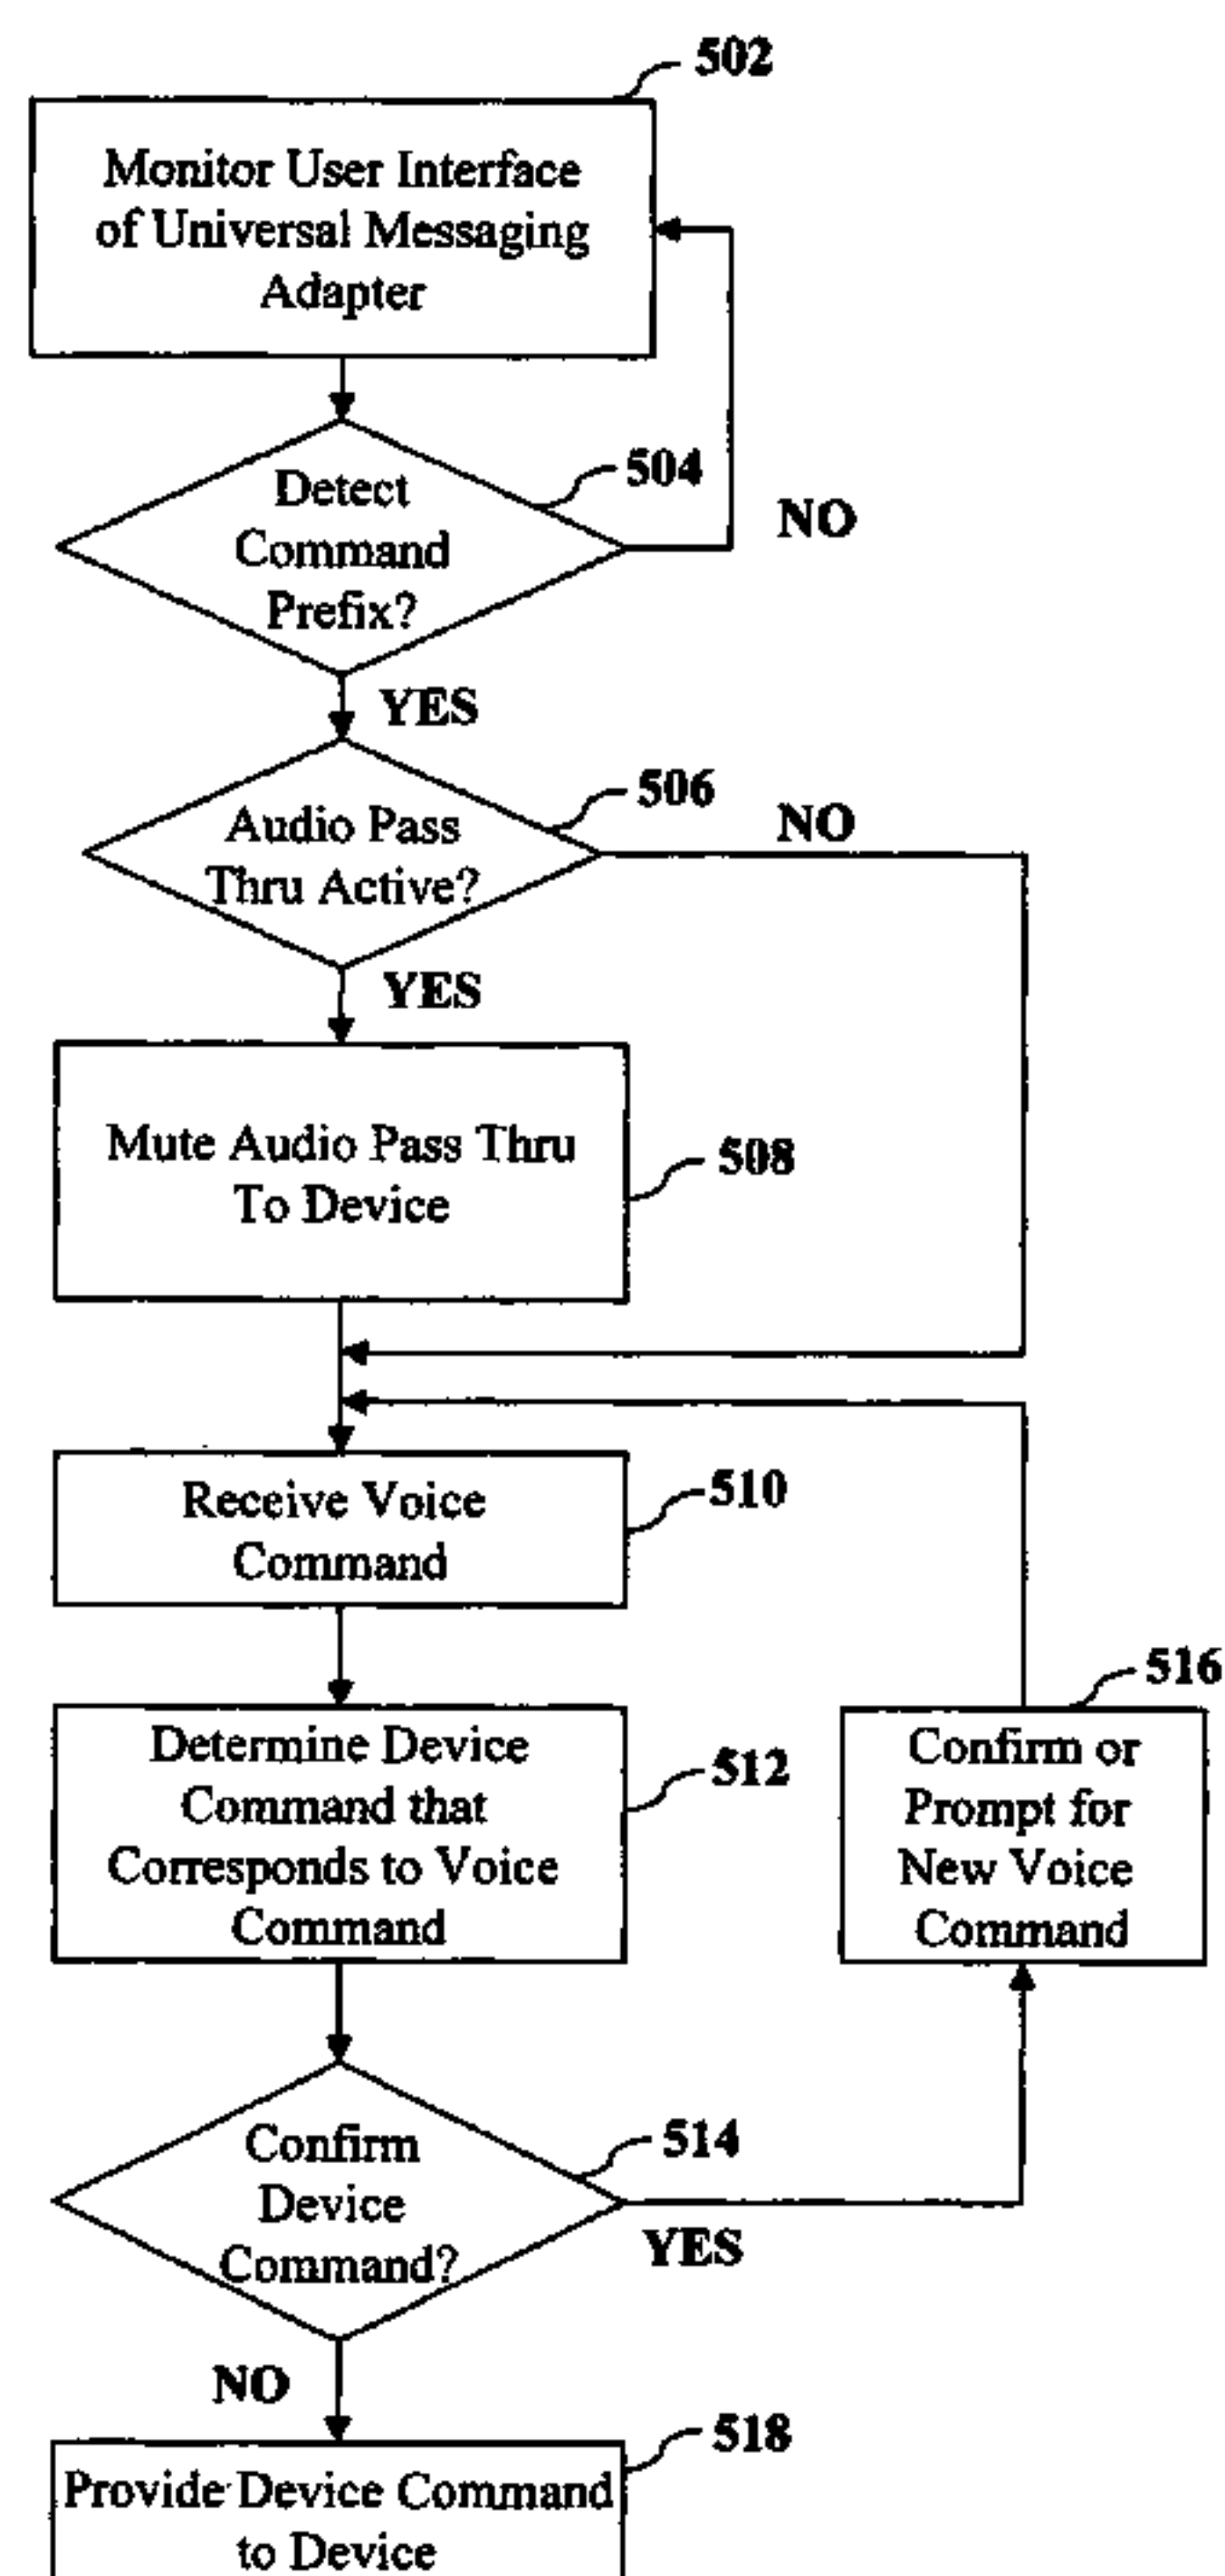 502
Monitor User Interface
of Universal Messaging
Adapter
504
Detect
Command
Prefix?
NO
YES
506
Audio Pass
Thru Active?
NO
YES
Mute Audio Pass Thru
To Device
508
Receive Voice
Command
510
Determine Device
Command that
Corresponds to Voice
Command
512
516
Confirm or
Prompt for
New Voice
Command
514
Confirm
Device
Command?
YES
NO
518
Provide Device Command
to Device